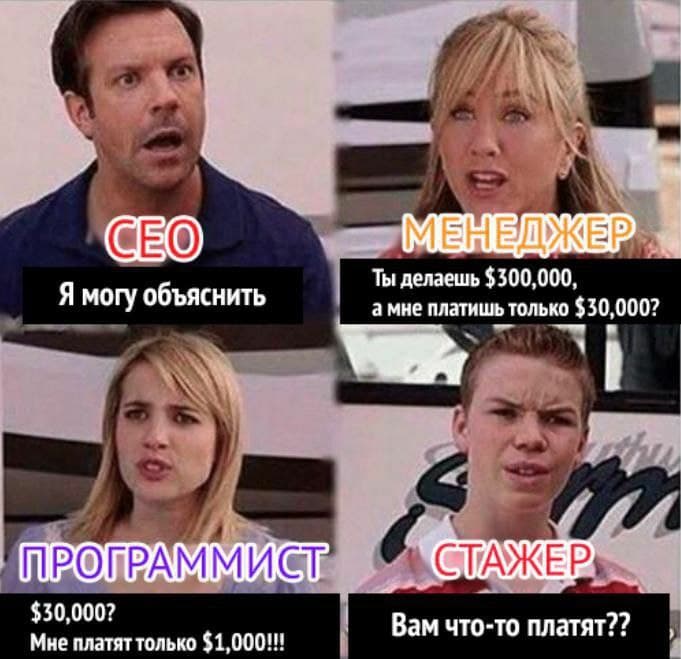 CEO
Я могу объяснить
МЕНЕДЖЕР
Ты делаешь $300,000,
а мне платишь только $30,000?
ПРОГРАММИСТ
$30,000?
Мне платят только $1,000!!!
СТАЖЕР
Вам что-то платят??